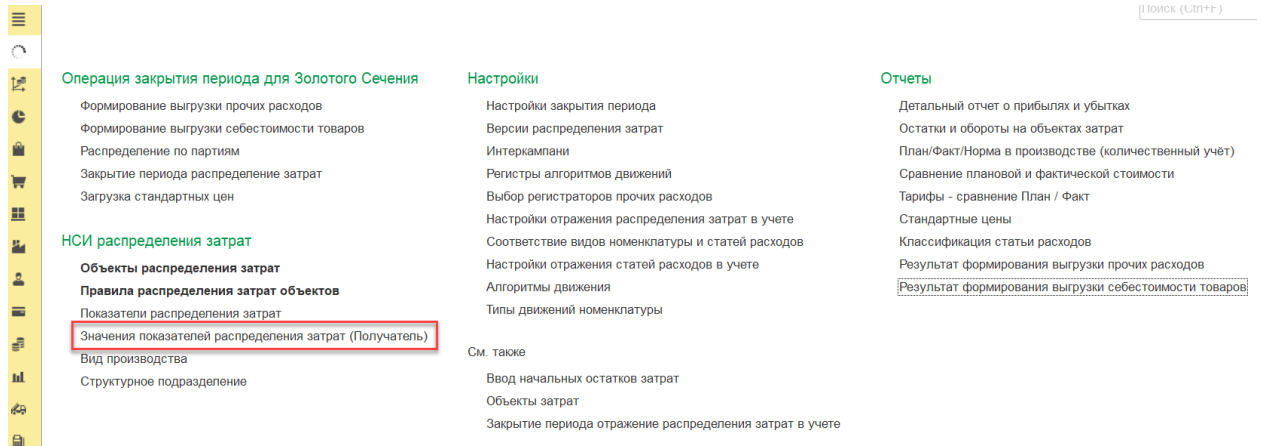 Поиск (Ctrl+F)
Операция закрытия периода для Золотого Сечения
Формирование выгрузки прочих расходов
Формирование выгрузки себестоимости товаров
Распределение по партиям
Закрытие периода распределение затрат
Загрузка стандартных цен
НСИ распределения затрат
Объекты распределения затрат
Правила распределения затрат объектов
Показатели распределения затрат
Значения показателей распределения затрат (Получатель)
Вид производства
Структурное подразделение
Настройки
Настройки закрытия периода
Версии распределения затрат
Интеркампани
Регистры алгоритмов движений
Выбор регистраторов прочих расходов
Настройки отражения распределения затрат в учете
Соответствие видов номенклатуры и статей расходов
Настройки отражения статей расходов в учете
Алгоритмы движения
Типы движений номенклатуры
См. также
Ввод начальных остатков затрат
Объекты затрат
Закрытие периода отражение распределения затрат в учете
Отчеты
Детальный отчет о прибылях и убытках
Остатки и обороты на объектах затрат
План/Факт/Норма в производстве (количественный учёт)
Сравнение плановой и фактической стоимости
Тарифы - сравнение План / Факт
Стандартные цены
Классификация статьи расходов
Результат формирования выгрузки прочих расходов
Результат формирования выгрузки себестоимости товаров